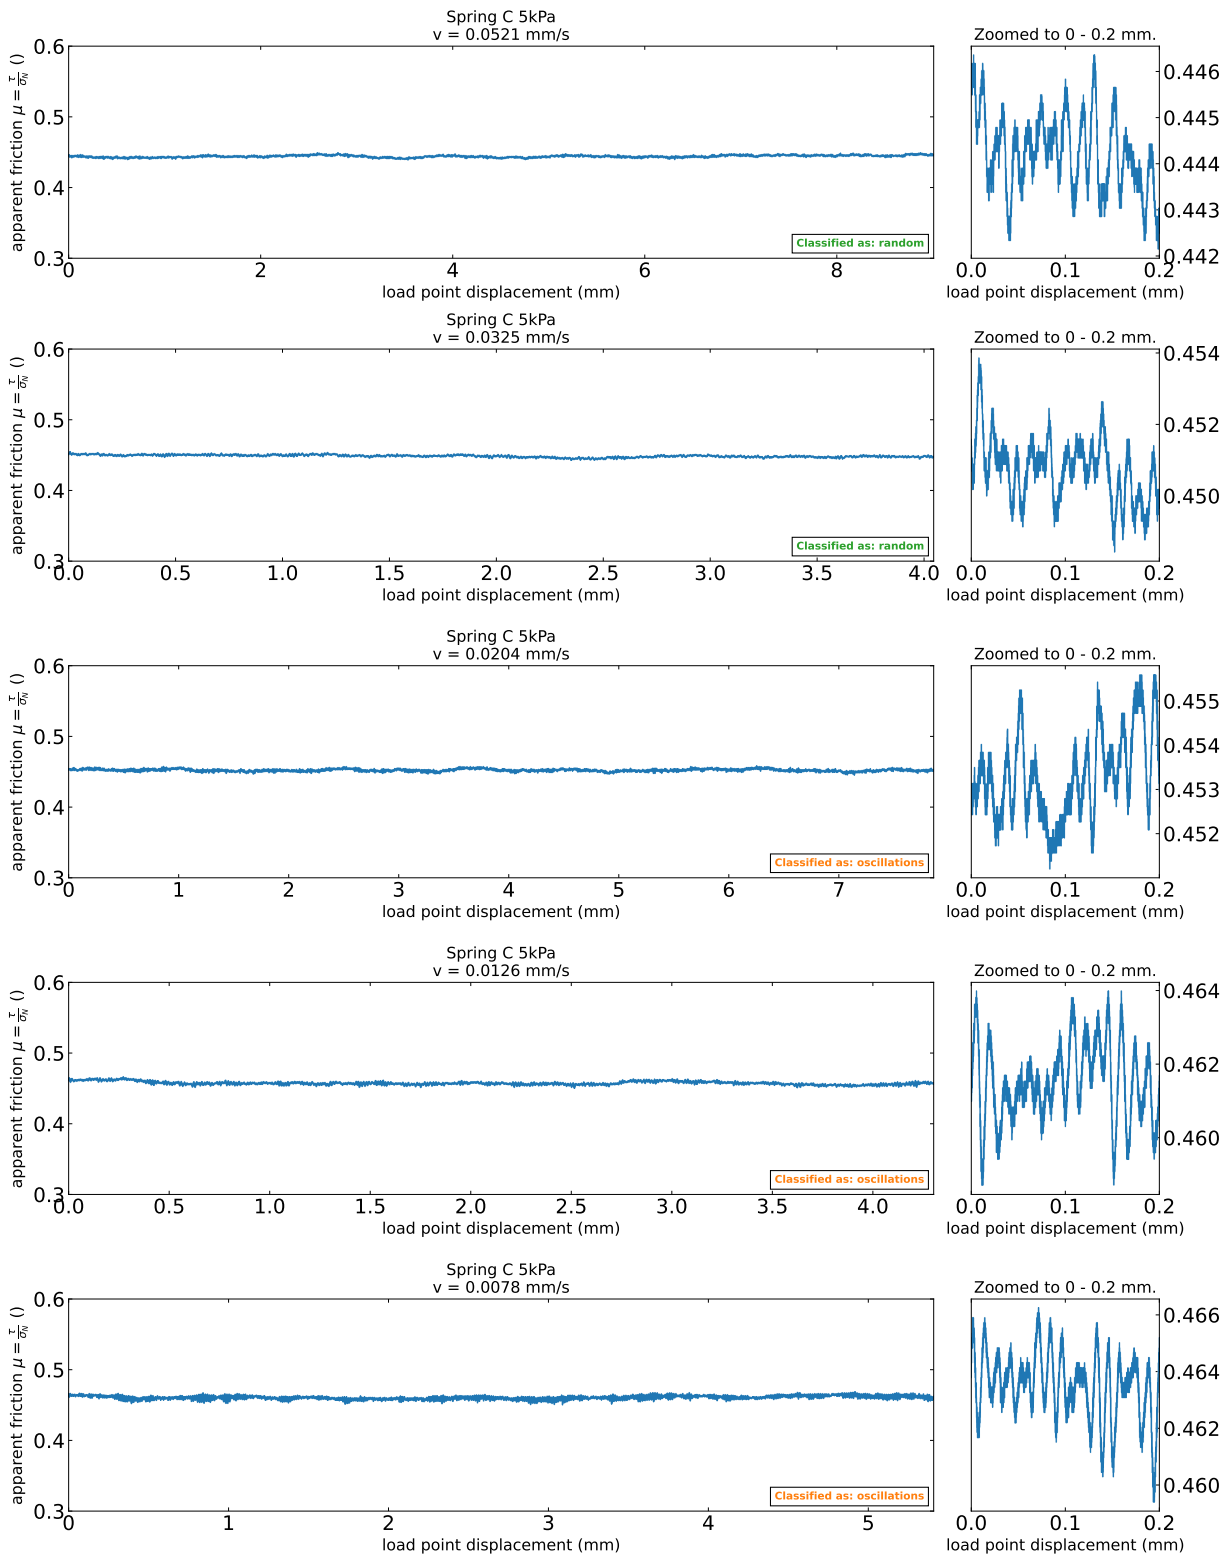 Spring C 5kPa
v = 0.0521 mm/s
Zoomed to 0 - 0.2 mm.
apparent friction μ = τ/σ_N ()
0.6
0.5
0.4
0.3
0 2 4 6 8
load point displacement (mm)
Classified as: random
0.446
0.445
0.444
0.443
0.442
0.0 0.1 0.2
load point displacement (mm)
Spring C 5kPa
v = 0.0325 mm/s
Zoomed to 0 - 0.2 mm.
apparent friction μ = τ/σ_N ()
0.6
0.5
0.4
0.3
0.0 0.5 1.0 1.5 2.0 2.5 3.0 3.5 4.0
load point displacement (mm)
Classified as: random
0.454
0.452
0.450
0.0 0.1 0.2
load point displacement (mm)
Spring C 5kPa
v = 0.0204 mm/s
Zoomed to 0 - 0.2 mm.
apparent friction μ = τ/σ_N ()
0.6
0.5
0.4
0.3
0 1 2 3 4 5 6 7
load point displacement (mm)
Classified as: oscillations
0.455
0.454
0.453
0.452
0.0 0.1 0.2
load point displacement (mm)
Spring C 5kPa
v = 0.0126 mm/s
Zoomed to 0 - 0.2 mm.
apparent friction μ = τ/σ_N ()
0.6
0.5
0.4
0.3
0.0 0.5 1.0 1.5 2.0 2.5 3.0 3.5 4.0
load point displacement (mm)
Classified as: oscillations
0.464
0.462
0.460
0.0 0.1 0.2
load point displacement (mm)
Spring C 5kPa
v = 0.0078 mm/s
Zoomed to 0 - 0.2 mm.
apparent friction μ = τ/σ_N ()
0.6
0.5
0.4
0.3
0 1 2 3 4 5
load point displacement (mm)
Classified as: oscillations
0.466
0.464
0.462
0.460
0.0 0.1 0.2
load point displacement (mm)